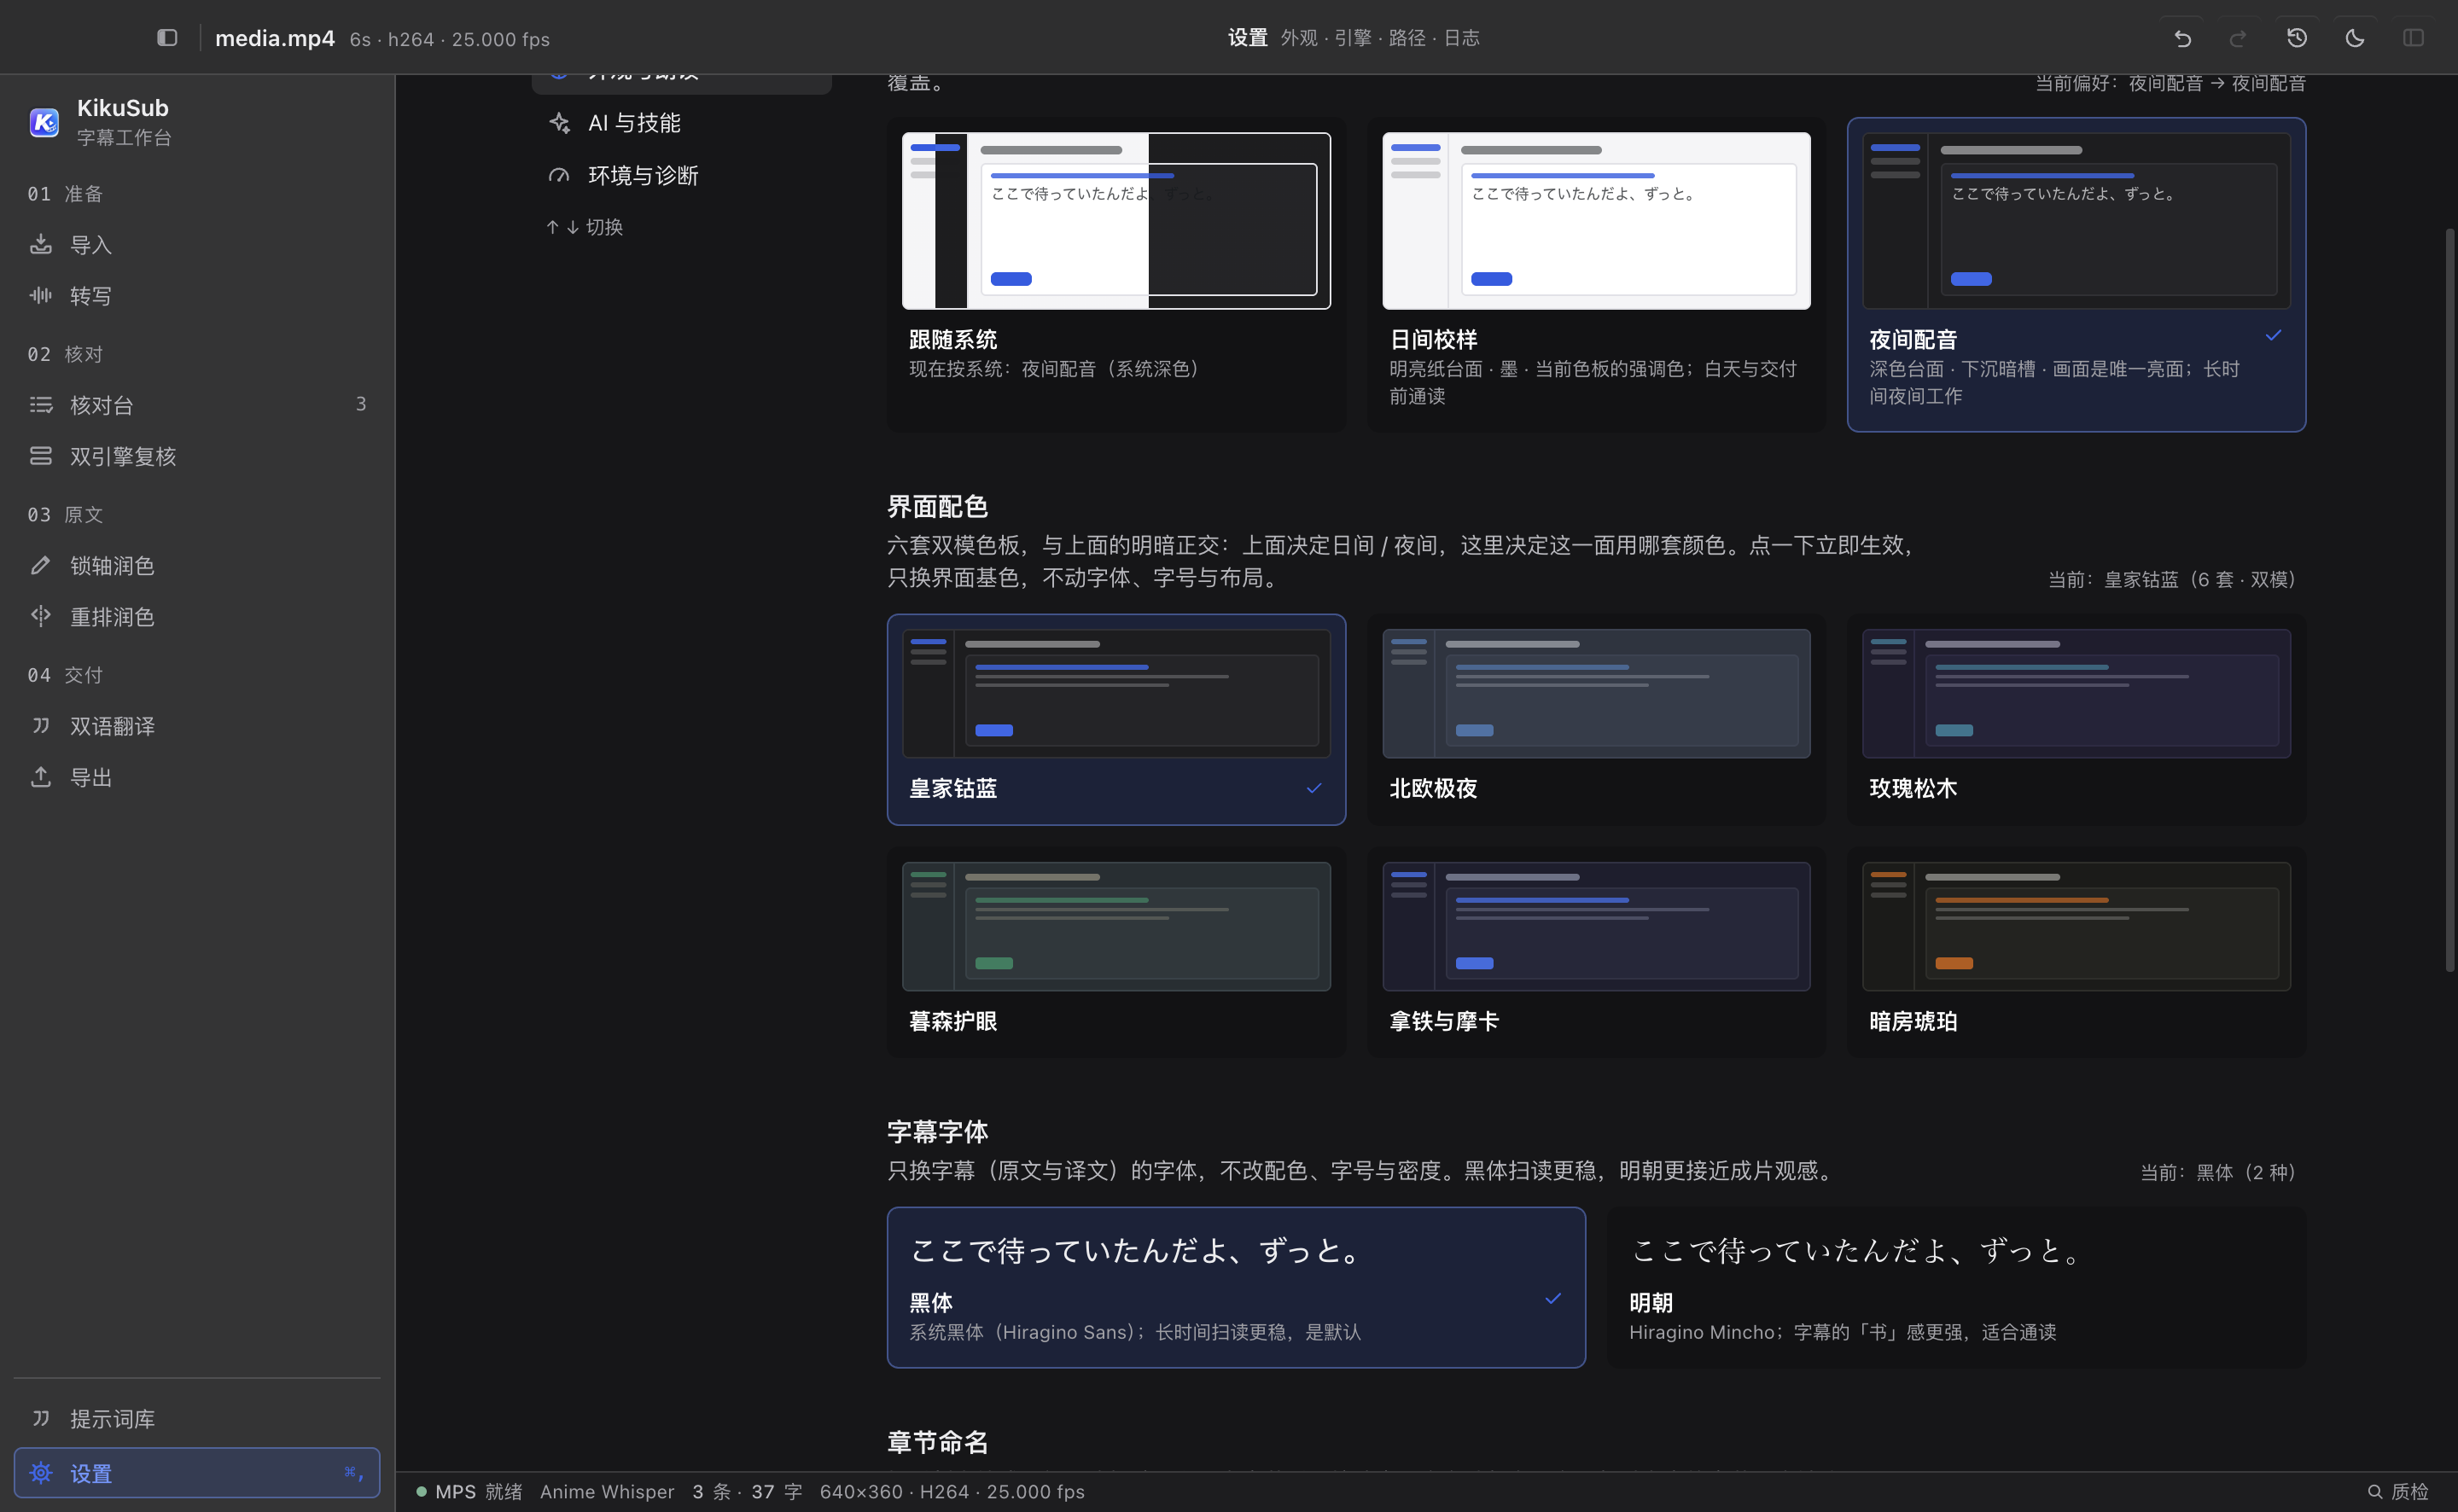 media.mp4 6s · h264 · 25.000 fps
设置 外观 · 引擎 · 路径 · 日志
KikuSub
字幕工作台
01 准备
导入
转写
02 核对
核对台 3
双引擎复核
03 原文
锁轴润色
重排润色
04 交付
双语翻译
导出
提示词库
设置 ⌘,
外观与朗读
AI 与技能
环境与诊断
↑ ↓ 切换
覆盖。
当前偏好：夜间配音 → 夜间配音
ここで待っていたんだよ、ずっと。
跟随系统
现在按系统：夜间配音（系统深色）
ここで待っていたんだよ、ずっと。
日间校样
明亮纸台面 · 墨 · 当前色板的强调色；白天与交付
前通读
ここで待っていたんだよ、ずっと。
夜间配音
深色台面 · 下沉暗槽 · 画面是唯一亮面；长时
间夜间工作
界面配色
六套双模色板，与上面的明暗正交：上面决定日间 / 夜间，这里决定这一面用哪套颜色。点一下立即生效，
只换界面基色，不动字体、字号与布局。
当前：皇家钴蓝（6 套 · 双模）
皇家钴蓝
北欧极夜
玫瑰松木
暮森护眼
拿铁与摩卡
暗房琥珀
字幕字体
只换字幕（原文与译文）的字体，不改配色、字号与密度。黑体扫读更稳，明朝更接近成片观感。
当前：黑体（2 种）
ここで待っていたんだよ、ずっと。
黑体
系统黑体（Hiragino Sans）；长时间扫读更稳，是默认
ここで待っていたんだよ、ずっと。
明朝
Hiragino Mincho；字幕的「书」感更强，适合通读
章节命名
MPS 就绪 Anime Whisper 3 条 · 37 字 640×360 · H264 · 25.000 fps
质检